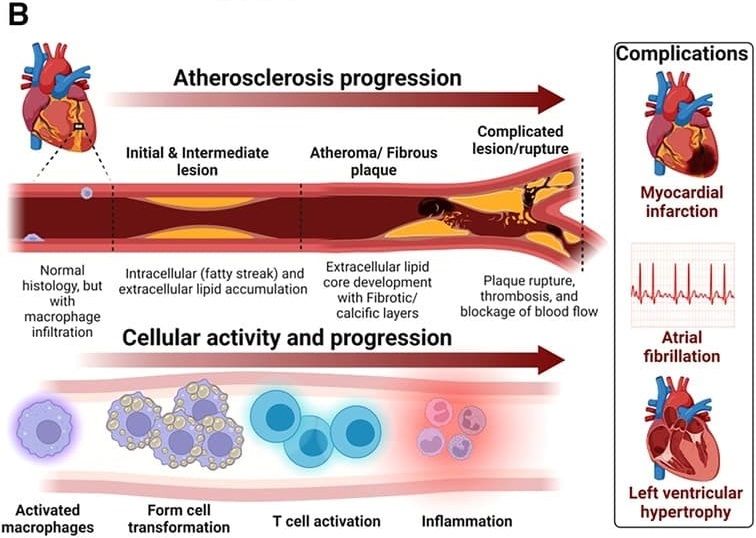 B
Atherosclerosis progression
Initial & Intermediate
lesion
Atheroma/ Fibrous
plaque
Complicated
lesion/rupture
Normal
histology, but
with
macrophage
infiltration
Intracellular (fatty streak) and
extracellular lipid accumulation
Extracellular lipid
core development
with Fibrotic/
calcific layers
Plaque rupture,
thrombosis, and
blockage of blood flow
Cellular activity and progression
Activated
macrophages
Form cell
transformation
T cell activation
Inflammation
Complications
Myocardial
infarction
Atrial
fibrillation
Left ventricular
hypertrophy